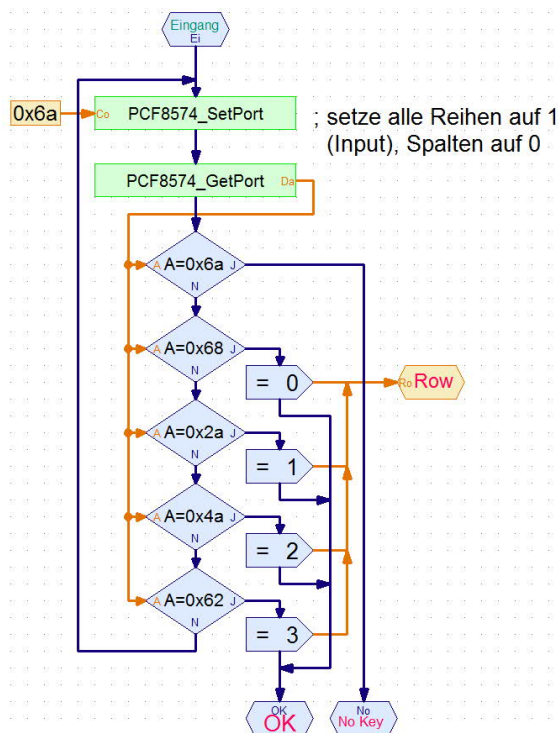 Eingang
Ei
0x6a
Co PCF8574_SetPort
; setze alle Reihen auf 1
(Input), Spalten auf 0
PCF8574_GetPort Da
A A=0x6a J
N
A A=0x68 J
N
= 0
Ro Row
A A=0x2a J
N
= 1
A A=0x4a J
N
= 2
A A=0x62 J
N
= 3
OK
OK
No
No Key